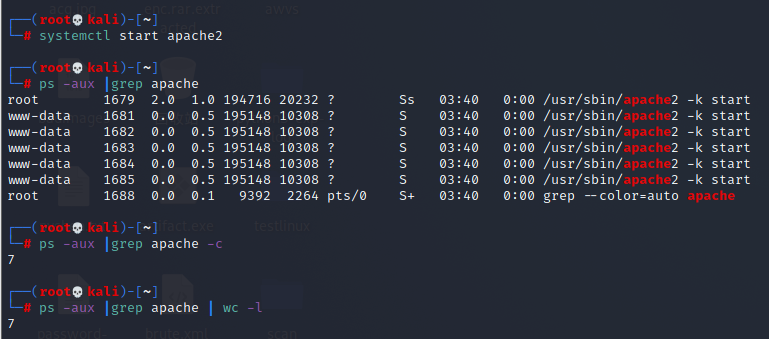 ┌──(root💀kali)-[~]
└─# systemctl start apache2
┌──(root💀kali)-[~]
└─# ps -aux |grep apache
root 1679 2.0 1.0 194716 20232 ? Ss 03:40 0:00 /usr/sbin/apache2 -k start
www-data 1681 0.0 0.5 195148 10308 ? S 03:40 0:00 /usr/sbin/apache2 -k start
www-data 1682 0.0 0.5 195148 10308 ? S 03:40 0:00 /usr/sbin/apache2 -k start
www-data 1683 0.0 0.5 195148 10308 ? S 03:40 0:00 /usr/sbin/apache2 -k start
www-data 1684 0.0 0.5 195148 10308 ? S 03:40 0:00 /usr/sbin/apache2 -k start
www-data 1685 0.0 0.5 195148 10308 ? S 03:40 0:00 /usr/sbin/apache2 -k start
root 1688 0.0 0.1 9392 2264 pts/0 S+ 03:40 0:00 grep --color=auto apache
testlinux
┌──(root💀kali)-[~]
└─# ps -aux |grep apache -c
7
┌──(root💀kali)-[~]
└─# ps -aux |grep apache | wc -l
7
password- brute.xml scan